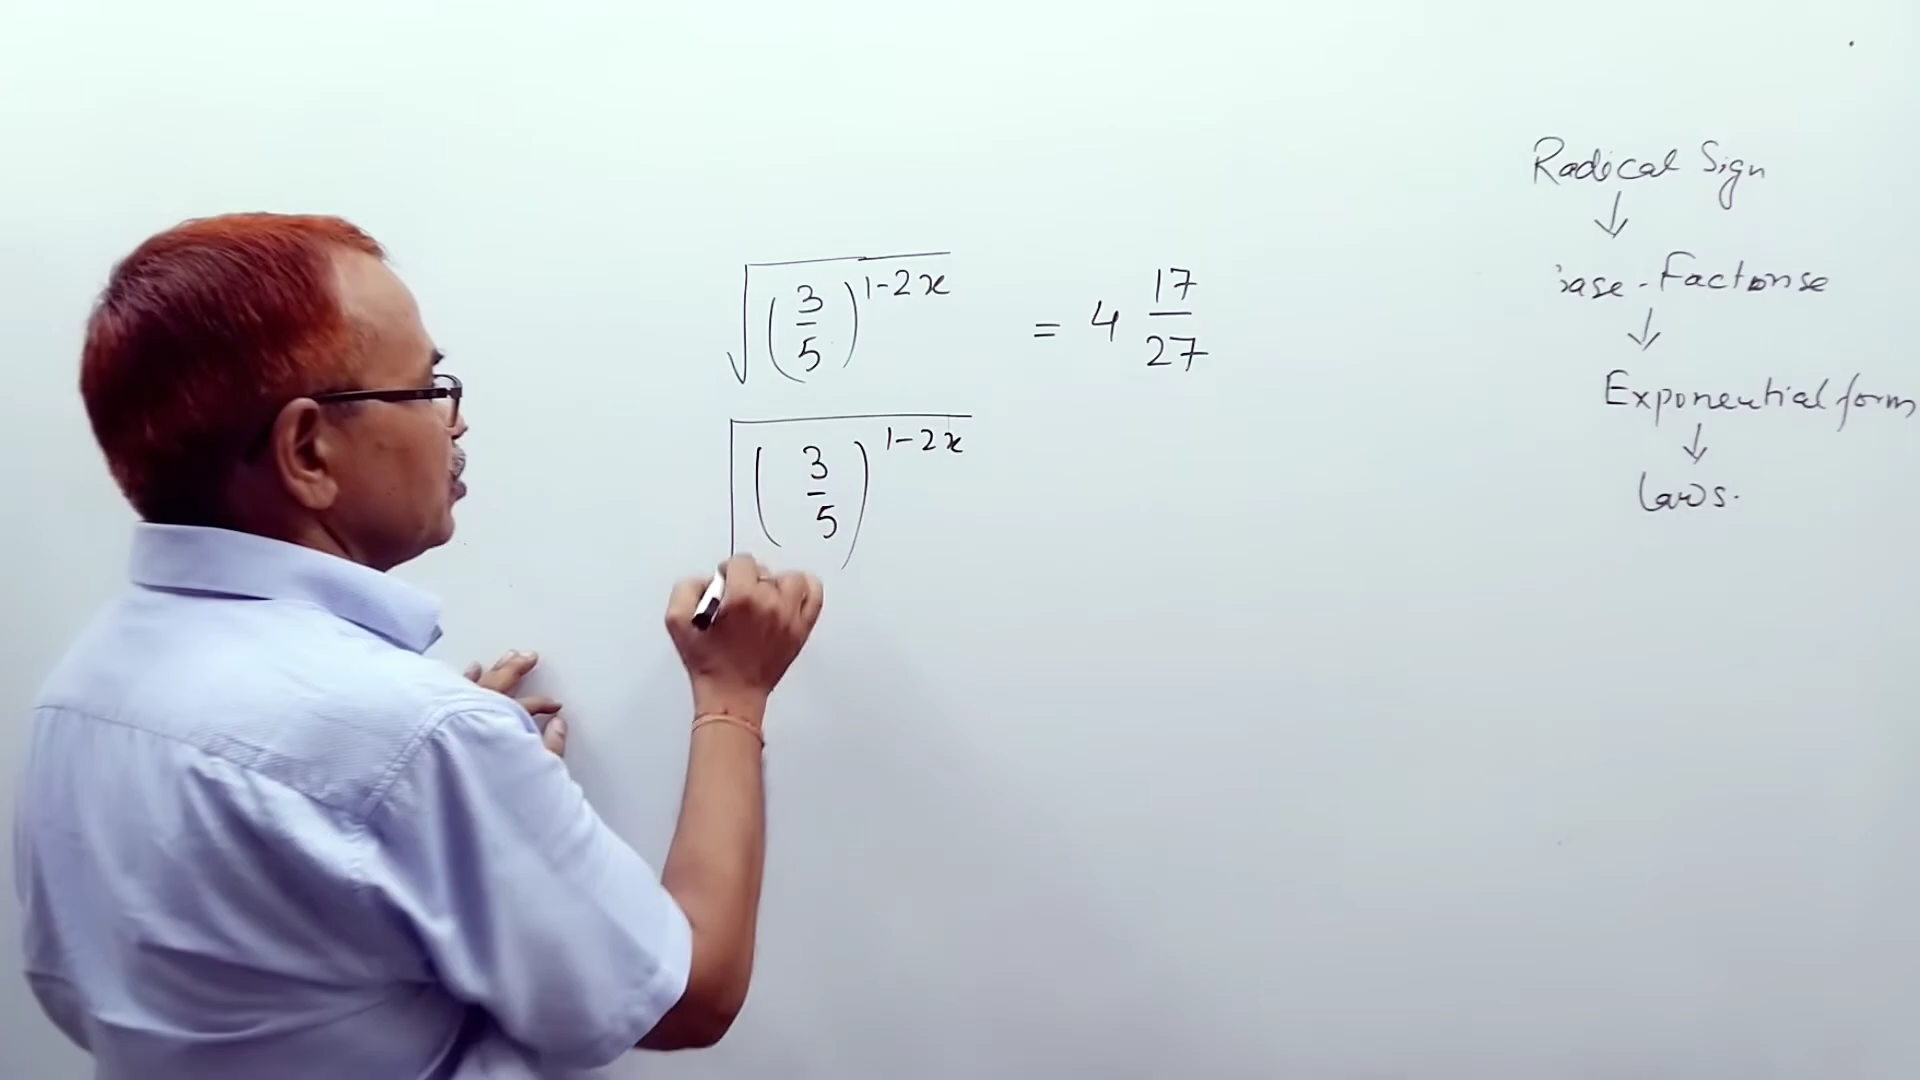 √(3/5)^1-2x = 4 17/27
√(3/5)^1-2x
Radical Sign
↓
ase - Factorise
↓
Exponential form
↓
laws.